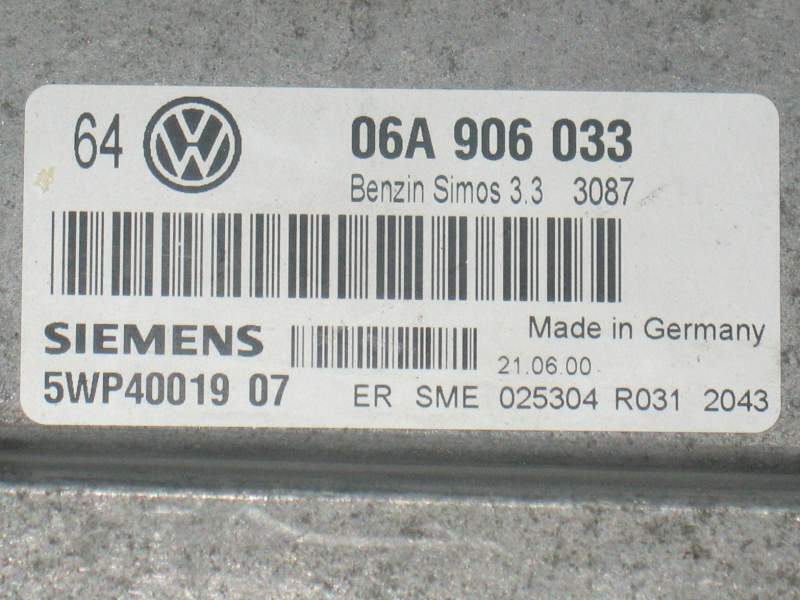 64 VW 06A 906 033
Benzin Simos 3.3 3087
SIEMENS Made in Germany
21.06.00
5WP40019 07 ER SME 025304 R031 2043